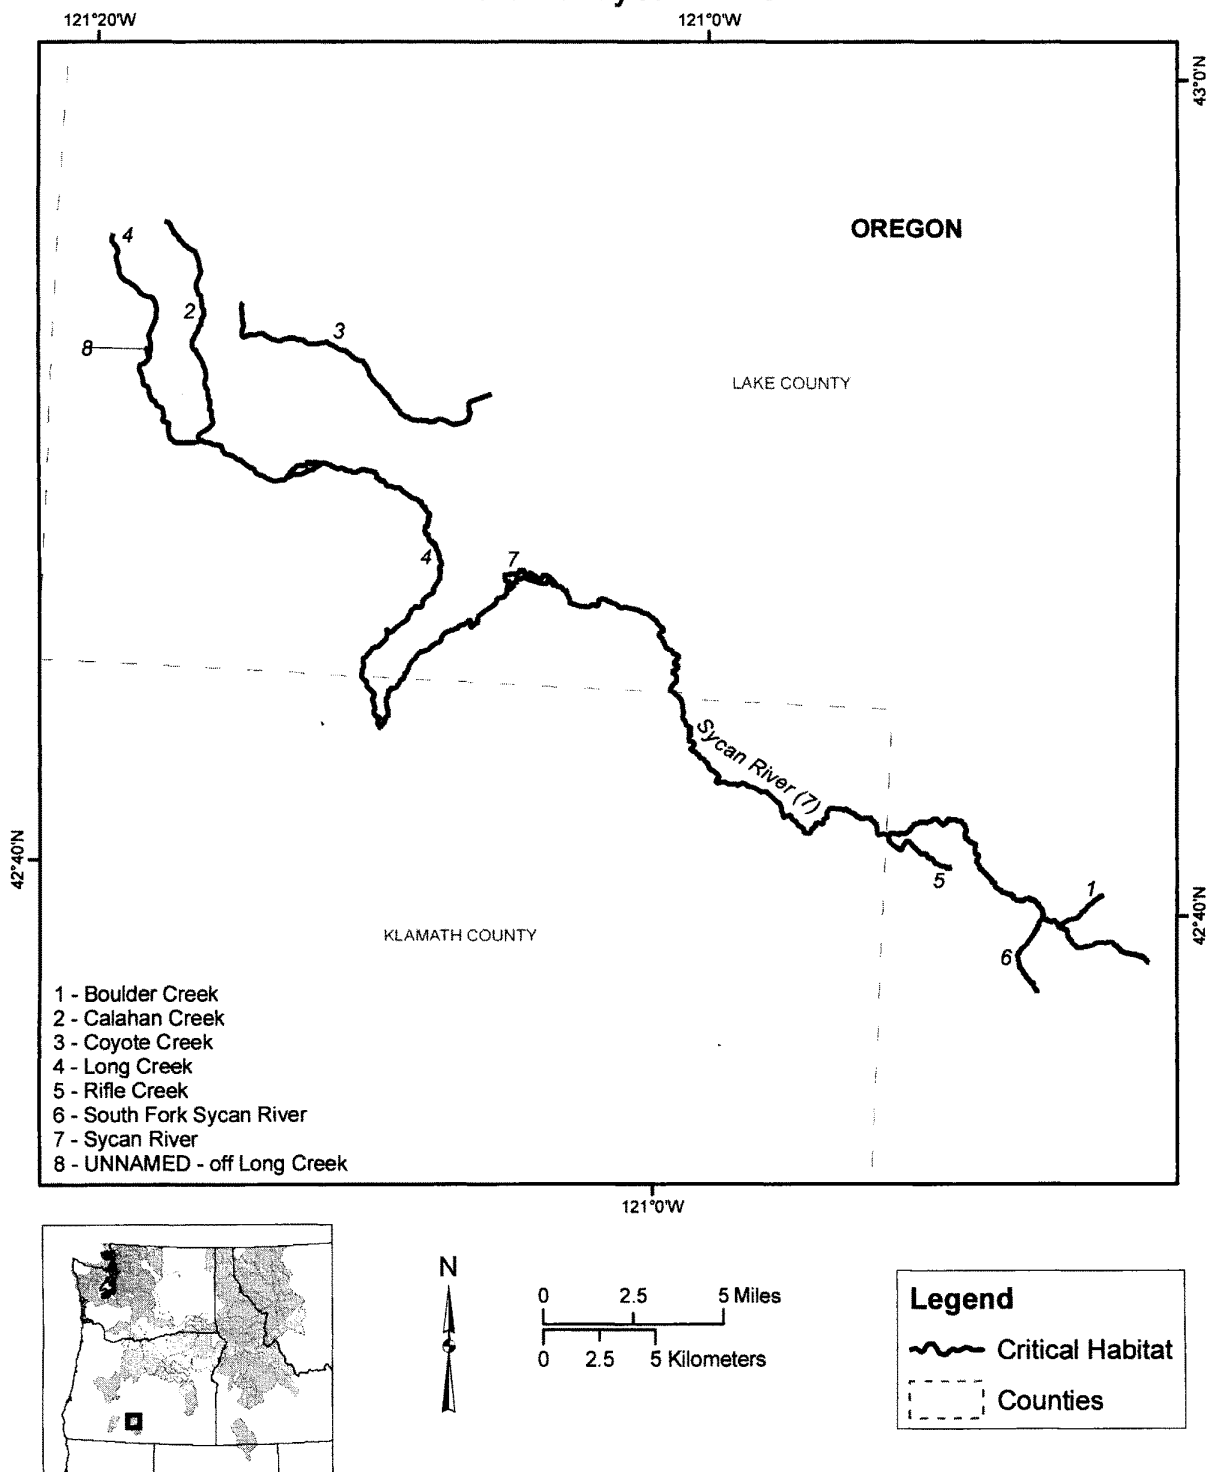 121°20'W
121°0'W
43°0'N
4
OREGON
2
3
8
LAKE COUNTY
4
7
Sycan River (7)
42°40'N
5
1
42°40'N
KLAMATH COUNTY
6
1 - Boulder Creek
2 - Calahan Creek
3 - Coyote Creek
4 - Long Creek
5 - Rifle Creek
6 - South Fork Sycan River
7 - Sycan River
8 - UNNAMED - off Long Creek
121°0'W
N
0 2.5 5 Miles
0 2.5 5 Kilometers
Legend
Critical Habitat
Counties